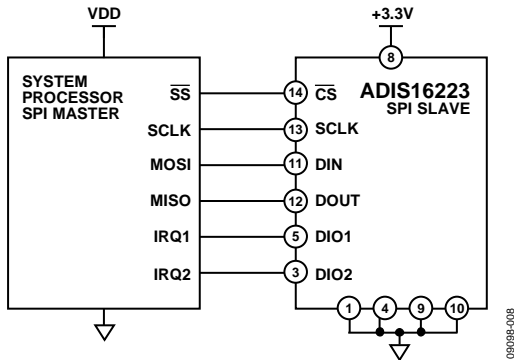 VDD
+3.3V
8
SYSTEM
PROCESSOR
SPI MASTER
ADIS16223
SPI SLAVE
SS 14 CS
SCLK 13 SCLK
MOSI 11 DIN
MISO 12 DOUT
IRQ1 5 DIO1
IRQ2 3 DIO2
1 4 9 10
09098-008